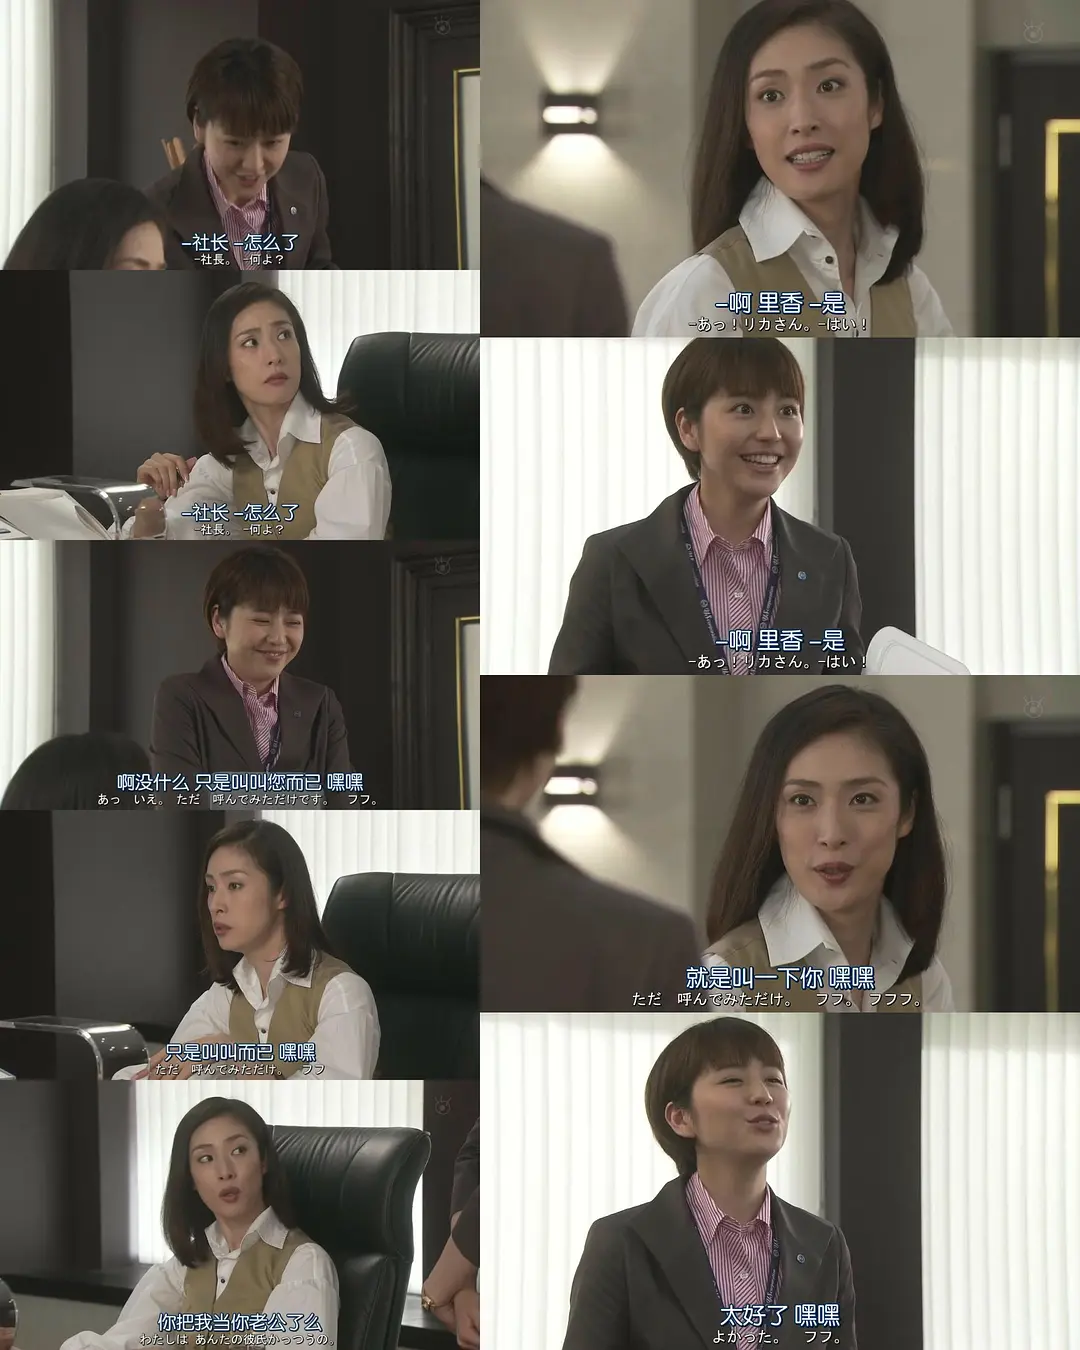 –社长 –怎么了
-社長。 -何よ？
–社长 –怎么了
-社長。 -何よ？
啊没什么 只是叫叫您而已 嘿嘿
あっ いえ。 ただ 呼んでみただけです。 フフ。
只是叫叫而已 嘿嘿
ただ 呼んでみただけ。 フフ
你把我当你老公了么
わたしは あんたの彼氏かっつうの。
–啊 里香 –是
-あっ！リカさん。-はい！
–啊 里香 –是
-あっ！リカさん。-はい！
就是叫一下你 嘿嘿
ただ 呼んでみただけ。 フフ。 フフフ。
太好了 嘿嘿
よかった。 フフ。